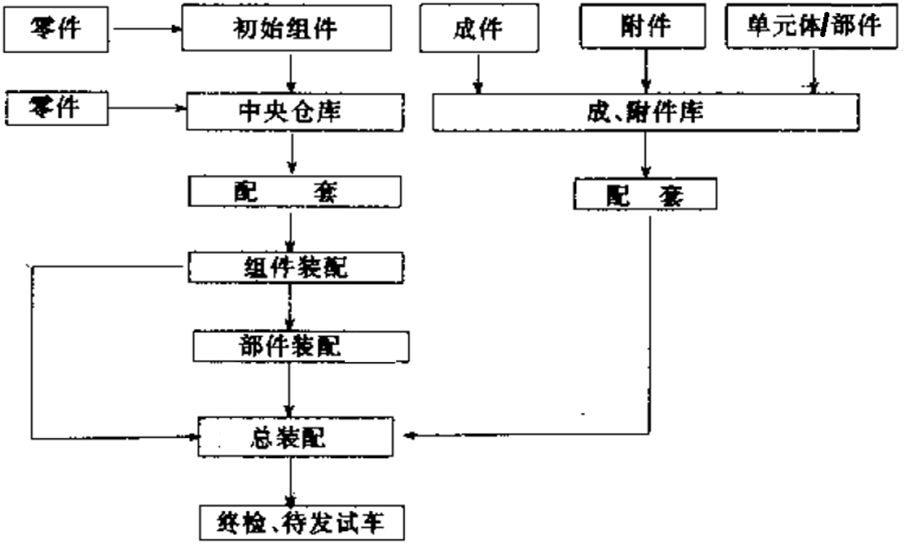 零件
初始组件
成件
附件
单元体/部件
零件
中央仓库
成、附件库
配 套
配 套
组件装配
部件装配
总装配
终检、待发试车